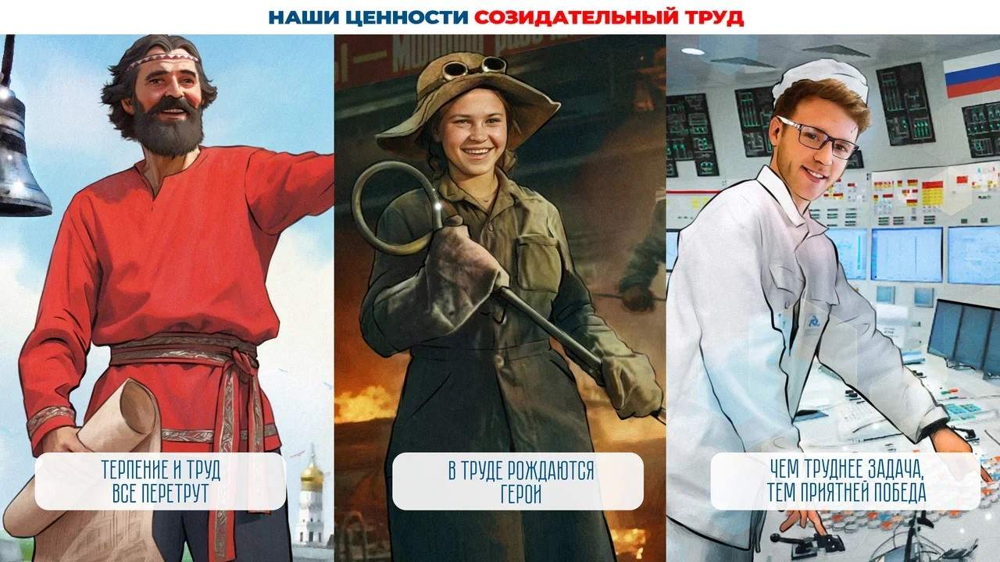 НАШИ ЦЕННОСТИ СОЗИДАТЕЛЬНЫЙ ТРУД
ТЕРПЕНИЕ И ТРУД
ВСЕ ПЕРЕТРУТ
В ТРУДЕ РОЖДАЮТСЯ
ГЕРОИ
ЧЕМ ТРУДНЕЕ ЗАДАЧА,
ТЕМ ПРИЯТНЕЙ ПОБЕДА